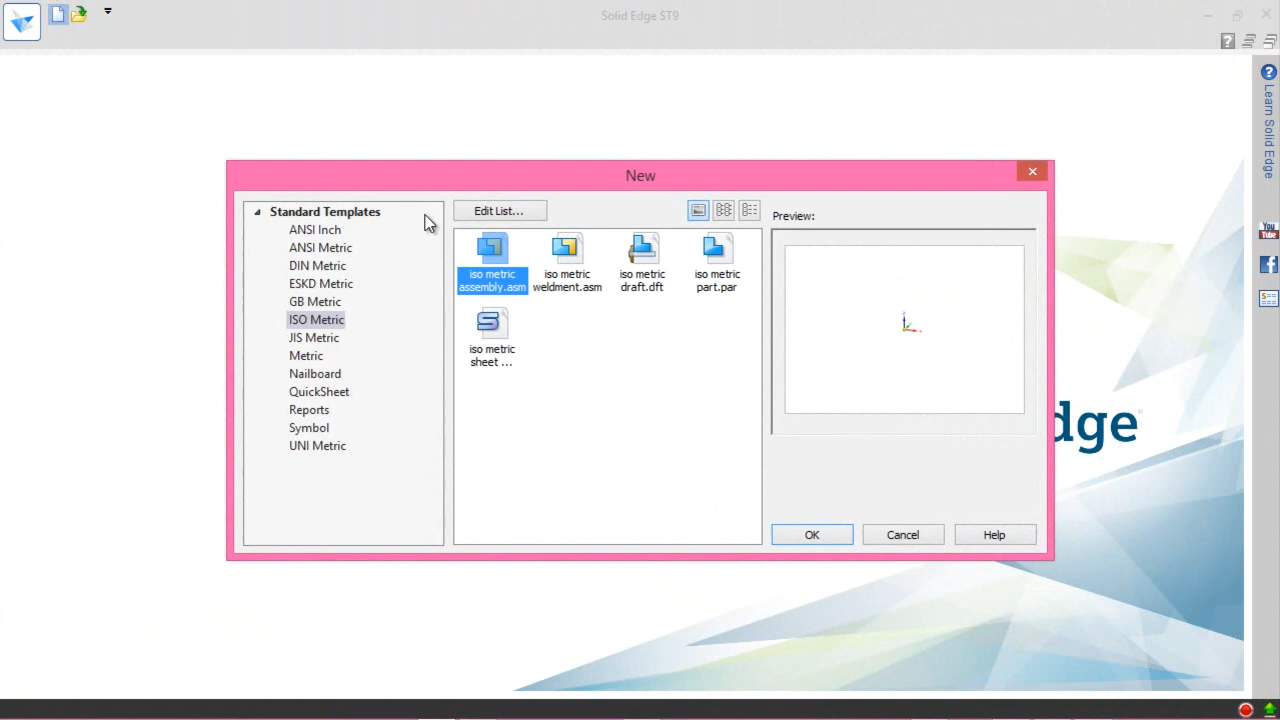 Solid Edge ST9
?
?
Learn Solid Edge
New
Standard Templates
ANSI Inch
ANSI Metric
DIN Metric
ESKD Metric
GB Metric
ISO Metric
JIS Metric
Metric
Nailboard
QuickSheet
Reports
Symbol
UNI Metric
Edit List...
iso metric
assembly.asm
iso metric
weldment.asm
iso metric
draft.dft
iso metric
part.par
iso metric
sheet ...
Preview:
OK
Cancel
Help
You
Tube
dge